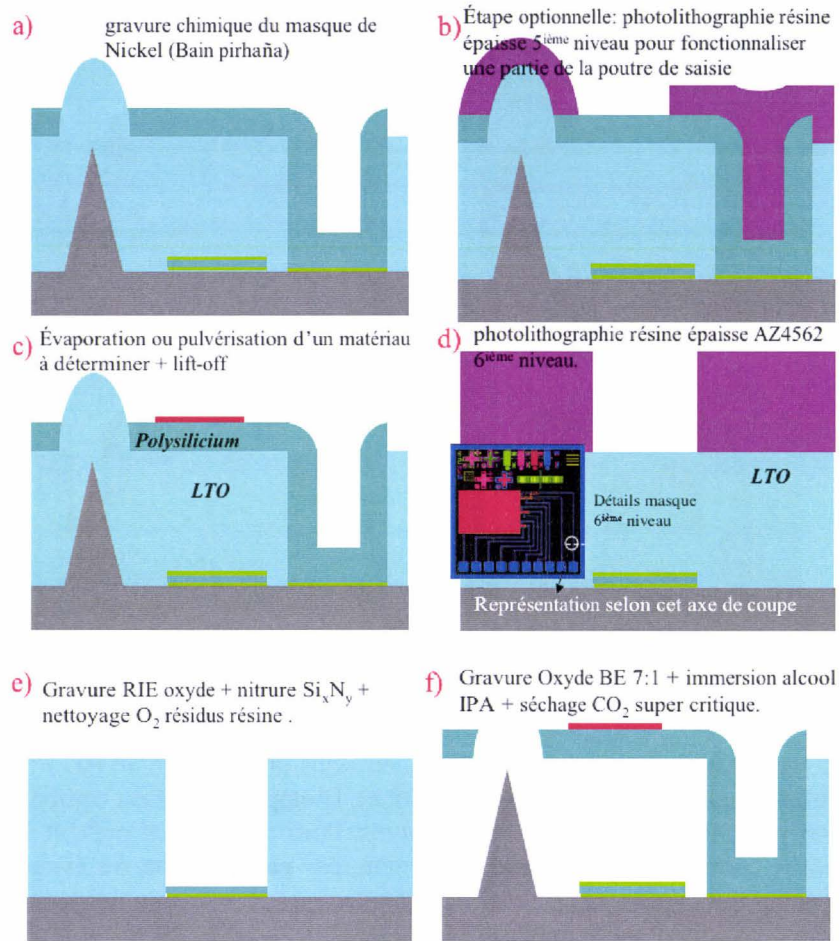 a) gravure chimique du masque de
Nickel (Bain pirhaña)
b) Étape optionnelle: photolithographie résine
épaisse 5ième niveau pour fonctionnaliser
une partie de la poutre de saisie
c) Évaporation ou pulvérisation d'un matériau
à déterminer + lift-off
Polysilicium
LTO
d) photolithographie résine épaisse AZ4562
6ième niveau.
LTO
Détails masque
6ième niveau
Représentation selon cet axe de coupe
e) Gravure RIE oxyde + nitrure SixNy +
nettoyage O2 résidus résine .
f) Gravure Oxyde BE 7:1 + immersion alcool
IPA + séchage CO2 super critique.